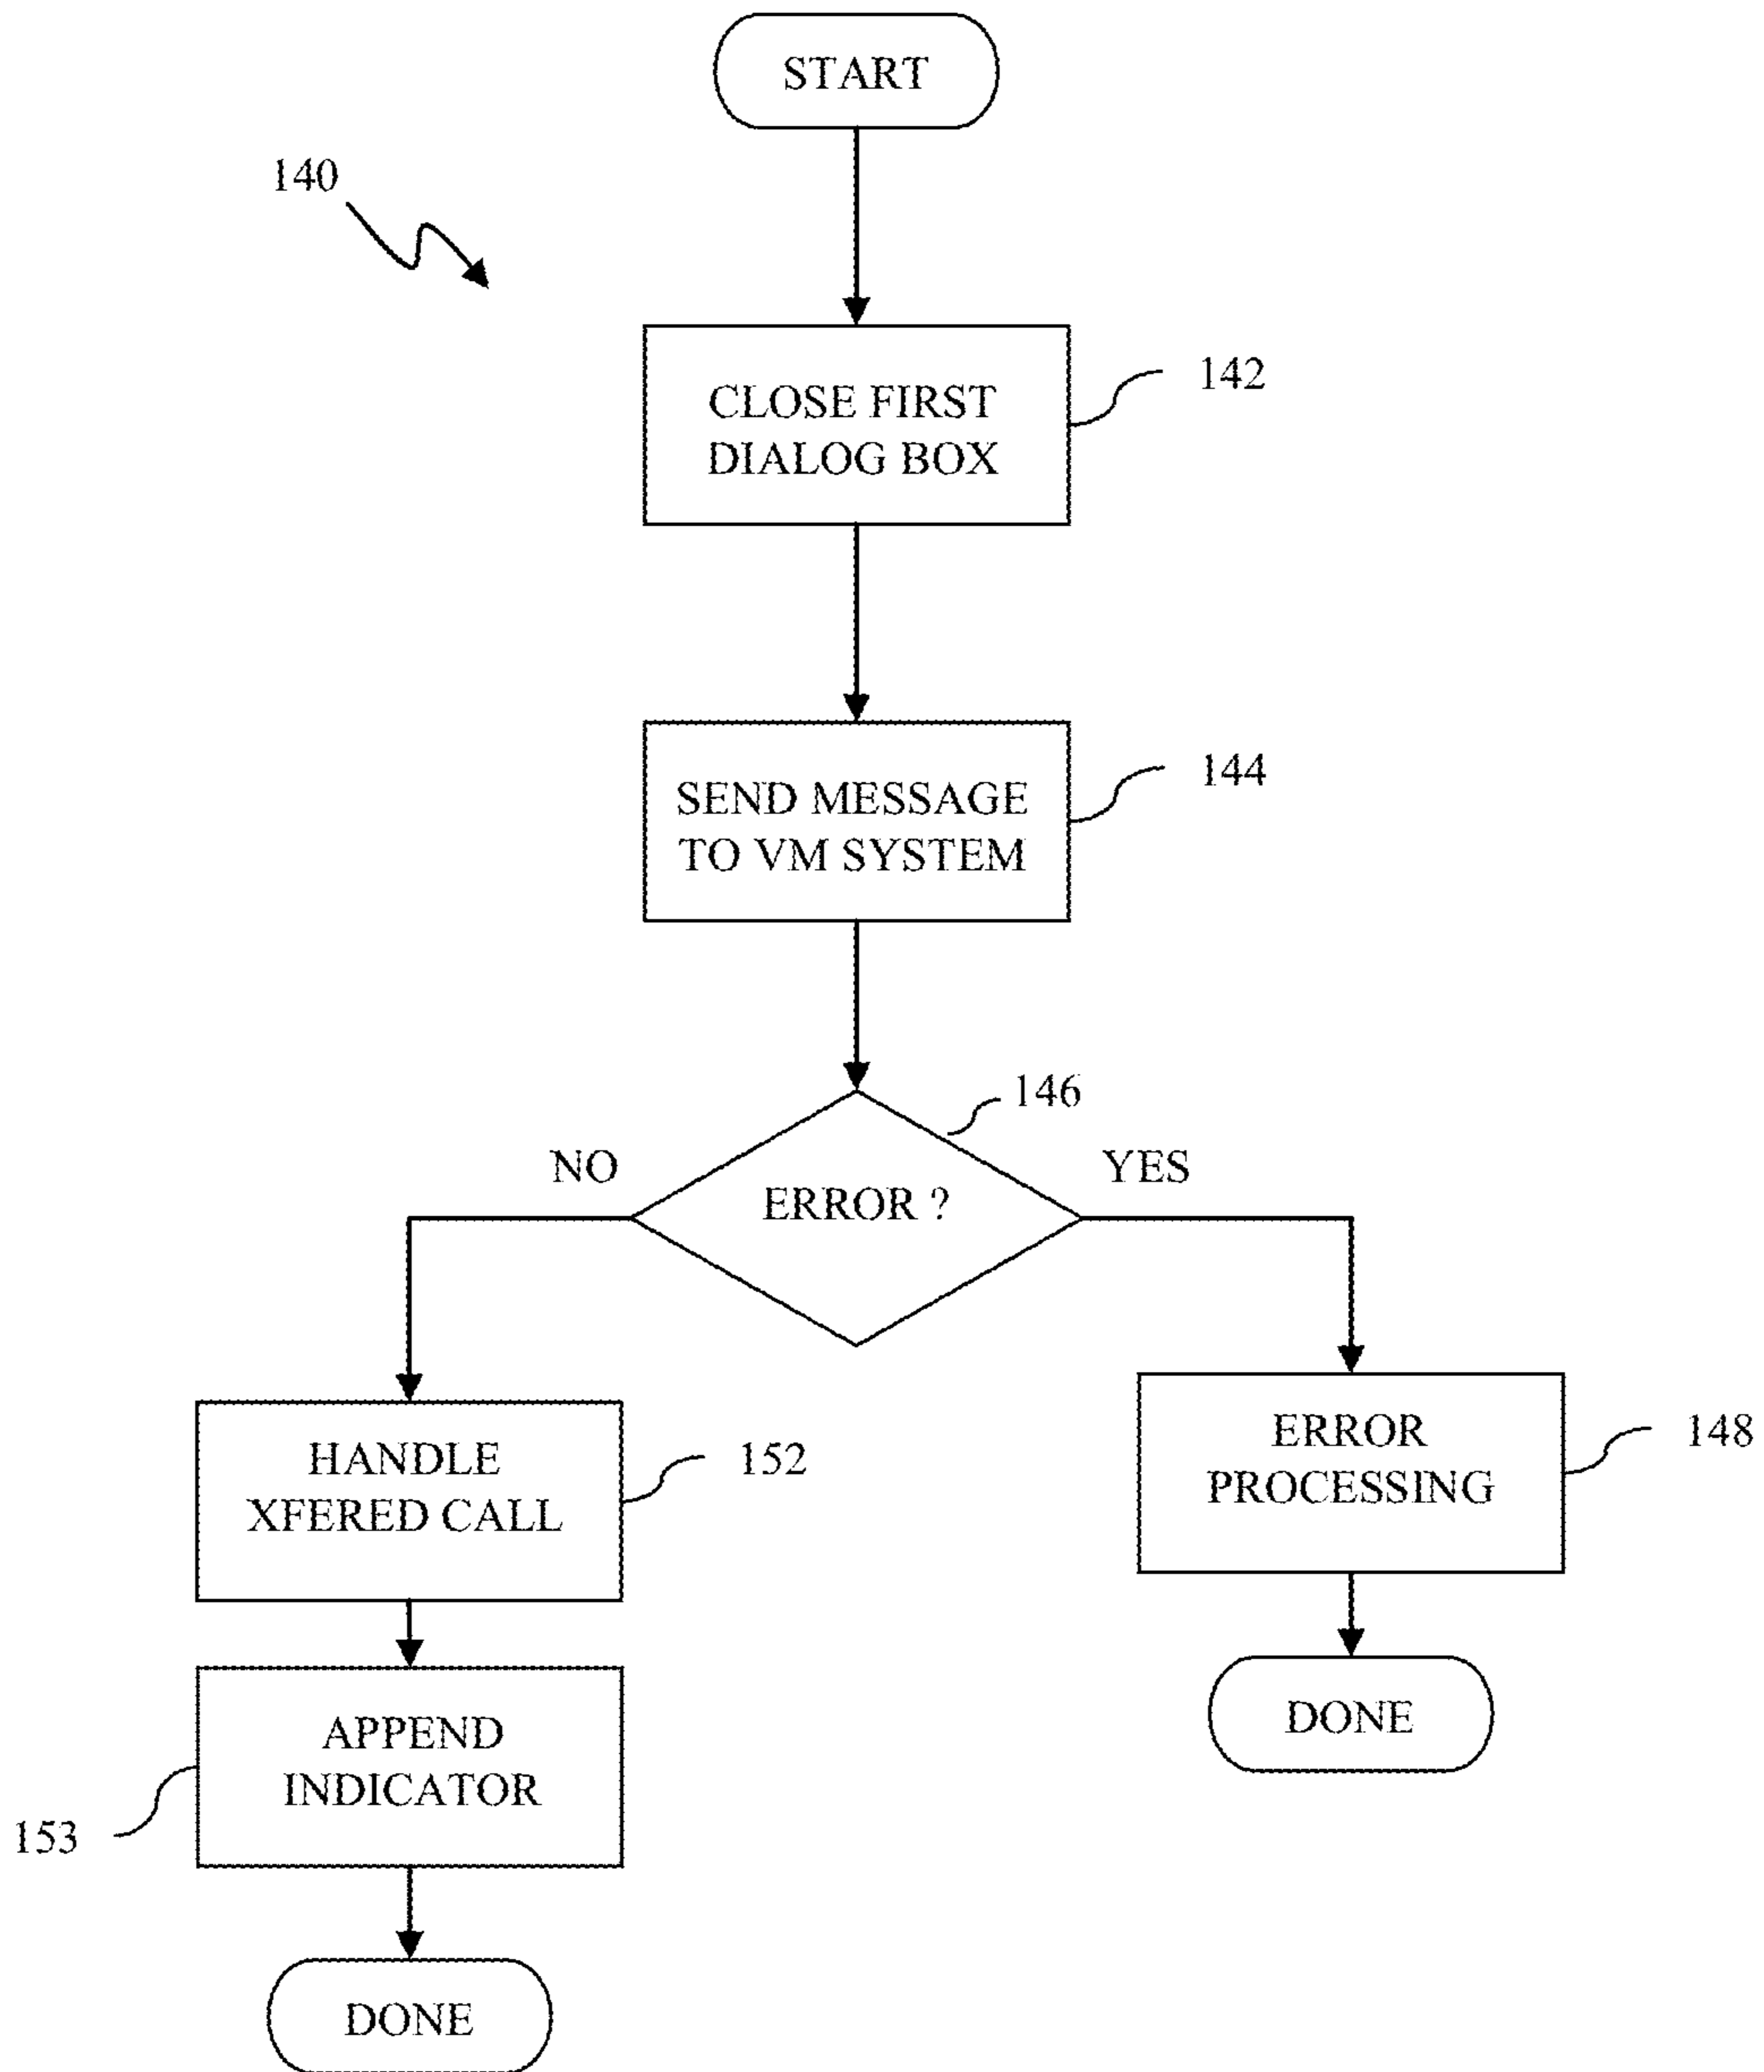 START
140
CLOSE FIRST
DIALOG BOX
142
SEND MESSAGE
TO VM SYSTEM
144
146
NO
ERROR ?
YES
HANDLE
XFERED CALL
152
ERROR
PROCESSING
148
APPEND
INDICATOR
153
DONE
DONE